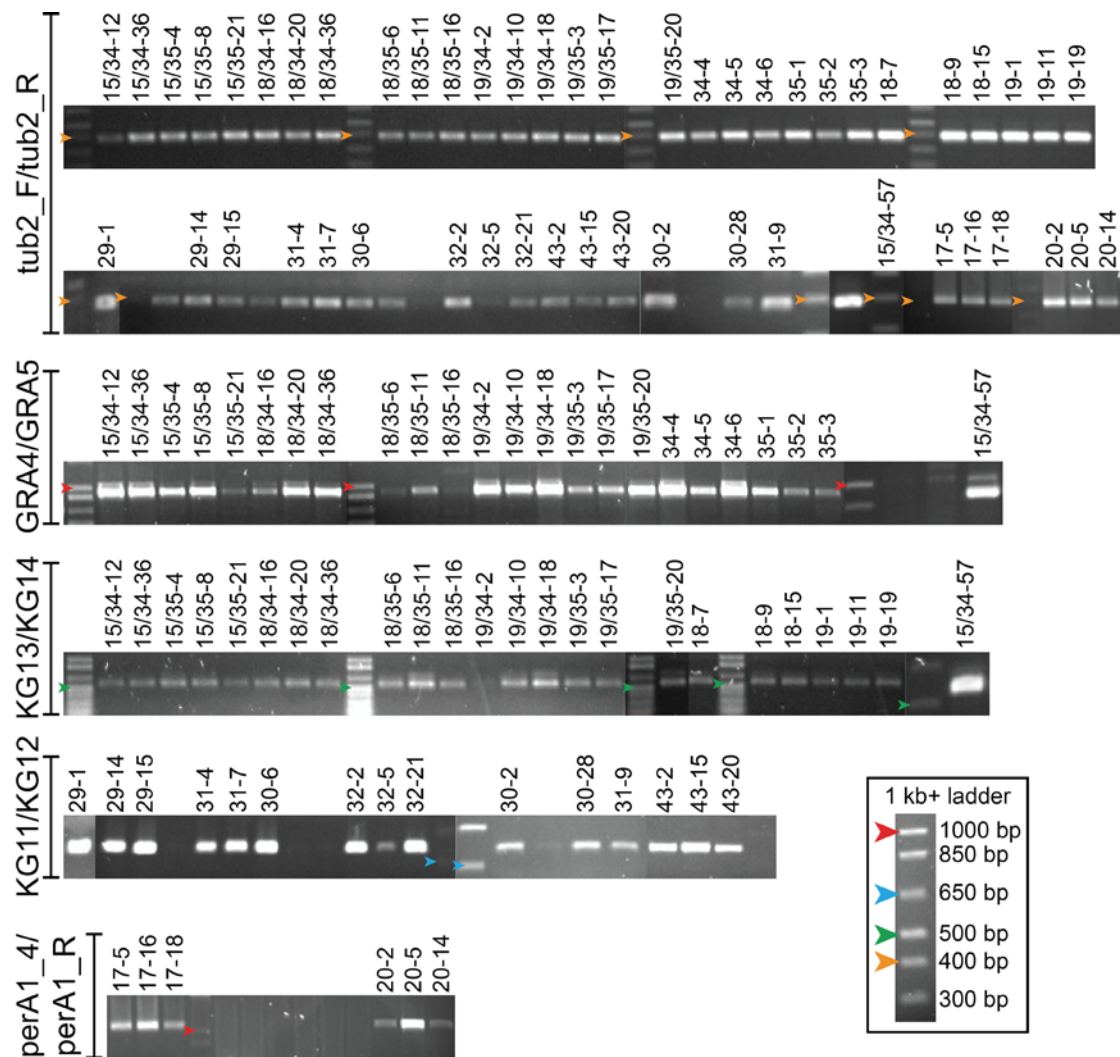 tub2_F/tub2_R
15/34-12 15/34-36 15/35-4 15/35-8 15/35-21 18/34-16 18/34-20 18/34-36 18/35-6 18/35-11 18/35-16 19/34-2 19/34-10 19/34-18 19/35-3 19/35-17 19/35-20 34-4 34-5 34-6 35-1 35-2 35-3 18-7 18-9 18-15 19-1 19-11 19-19
29-1 29-14 29-15 31-4 31-7 30-6 32-2 32-5 32-21 43-2 43-15 43-20 30-2 30-28 31-9 15/34-57 17-5 17-16 17-18 20-2 20-5 20-14
GRA4/GRA5
15/34-12 15/34-36 15/35-4 15/35-8 15/35-21 18/34-16 18/34-20 18/34-36 18/35-6 18/35-11 18/35-16 19/34-2 19/34-10 19/34-18 19/35-3 19/35-17 19/35-20 34-4 34-5 34-6 35-1 35-2 35-3 15/34-57
KG13/KG14
15/34-12 15/34-36 15/35-4 15/35-8 15/35-21 18/34-16 18/34-20 18/34-36 18/35-6 18/35-11 18/35-16 19/34-2 19/34-10 19/34-18 19/35-3 19/35-17 19/35-20 18-7 18-9 18-15 19-1 19-11 19-19 15/34-57
KG11/KG12
29-1 29-14 29-15 31-4 31-7 30-6 32-2 32-5 32-21 30-2 30-28 31-9 43-2 43-15 43-20
perA1_4/
perA1_R
17-5 17-16 17-18 20-2 20-5 20-14
1 kb+ ladder
1000 bp
850 bp
650 bp
500 bp
400 bp
300 bp